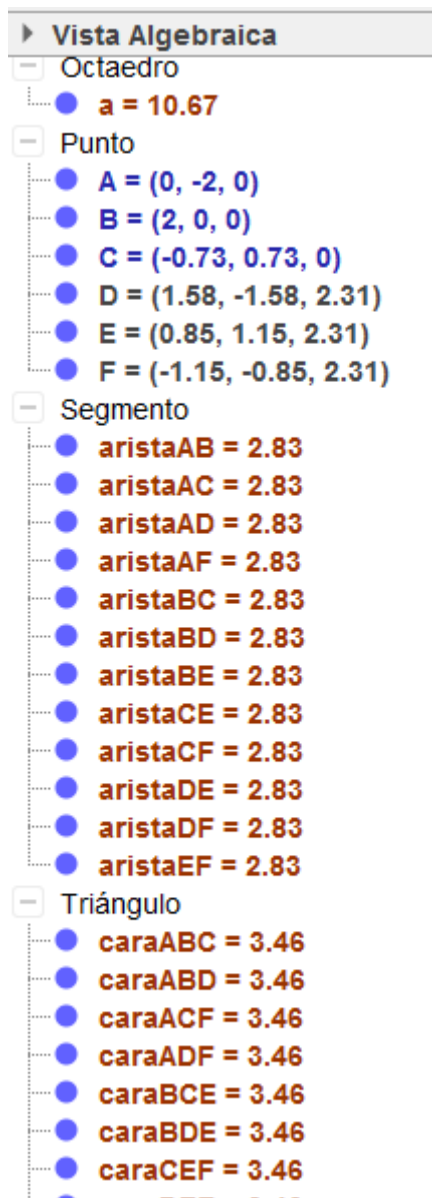 Vista Algebraica
Octaedro
a = 10.67
Punto
A = (0, -2, 0)
B = (2, 0, 0)
C = (-0.73, 0.73, 0)
D = (1.58, -1.58, 2.31)
E = (0.85, 1.15, 2.31)
F = (-1.15, -0.85, 2.31)
Segmento
aristaAB = 2.83
aristaAC = 2.83
aristaAD = 2.83
aristaAF = 2.83
aristaBC = 2.83
aristaBD = 2.83
aristaBE = 2.83
aristaCE = 2.83
aristaCF = 2.83
aristaDE = 2.83
aristaDF = 2.83
aristaEF = 2.83
Triángulo
caraABC = 3.46
caraABD = 3.46
caraACF = 3.46
caraADF = 3.46
caraBCE = 3.46
caraBDE = 3.46
caraCEF = 3.46